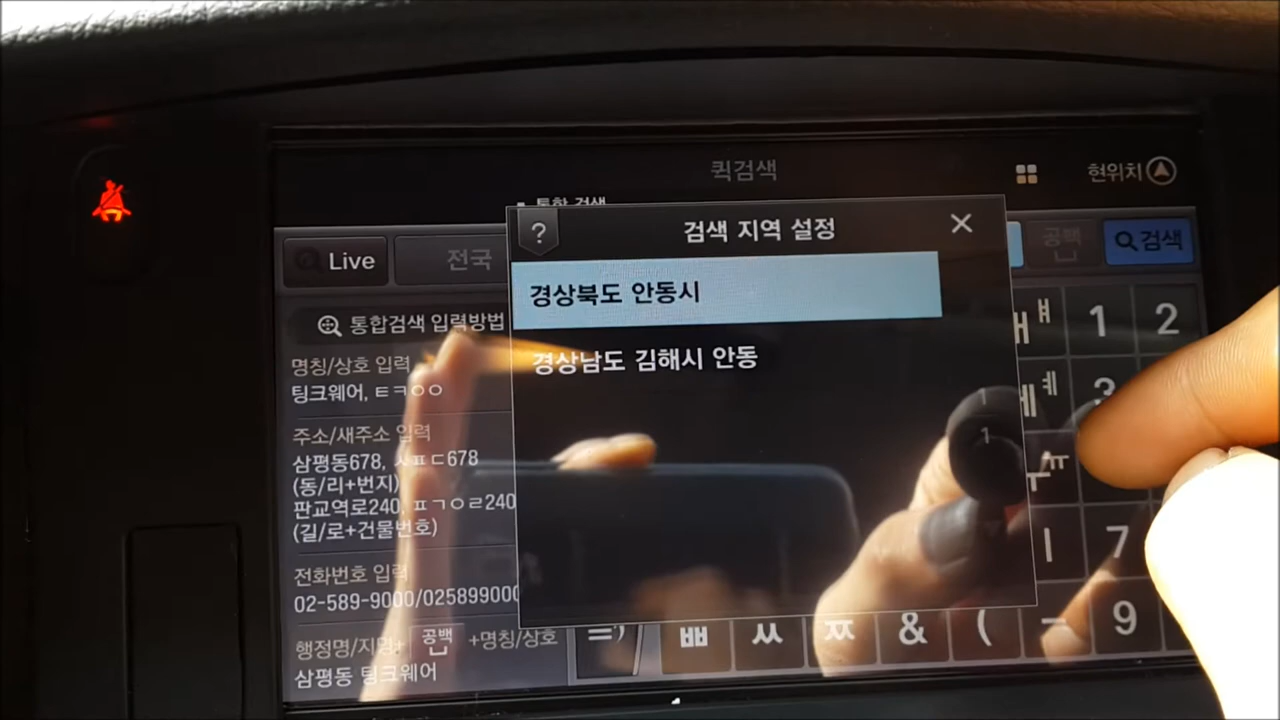 퀵검색
현위치
통합 검색
? 검색 지역 설정 X
Live 전국
공백 검색
경상북도 안동시
경상남도 김해시 안동
통합검색 입력방법
명칭/상호 입력
팅크웨어, ㅌㅋㅇㅇ
주소/새주소 입력
삼평동678, ㅅㅍㄷ678
(동/리+번지)
판교역로240, ㅍㄱㅇㄹ240
(길/로+건물번호)
전화번호 입력
02-589-9000/025899000
행정명/지명+ 공백 +명칭/상호
삼평동 팅크웨어
ㅐ ㅒ 1 2
ㅔ ㅖ 3
ㅜ ㅠ
ㅣ 7
ㅃ ㅆ ㅉ & ( - 9
1
1